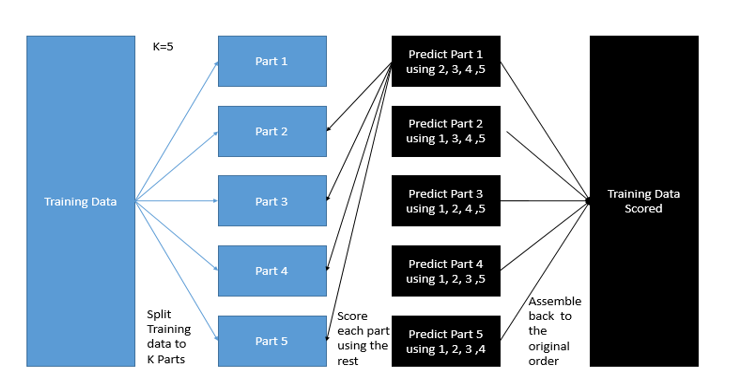 K=5
Training Data
Part 1
Part 2
Part 3
Part 4
Part 5
Split
Training
data to
K Parts
Predict Part 1
using 2, 3, 4 ,5
Predict Part 2
using 1, 3, 4 ,5
Predict Part 3
using 1, 2, 4 ,5
Predict Part 4
using 1, 2, 3 ,5
Predict Part 5
using 1, 2, 3 ,4
Score
each part
using the
rest
Training Data
Scored
Assemble
back to
the
original
order